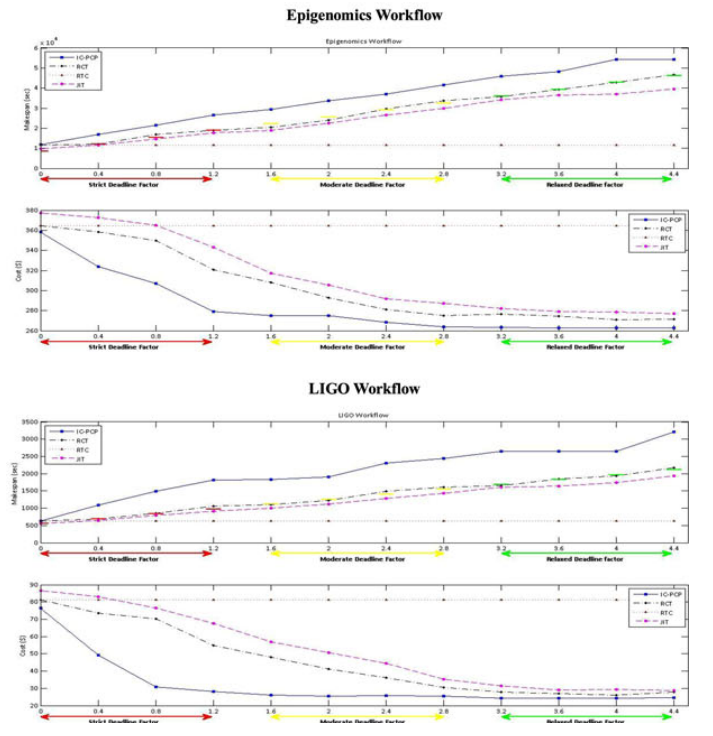 Epigenomics Workflow
Epigenomics Workflow
x 10⁴
6
5
4
3
2
1
0
Makespan (sec)
IC-PCP
RCT
RTC
JIT
0 0.4 0.8 1.2 1.6 2 2.4 2.8 3.2 3.6 4 4.4
Strict Deadline Factor Moderate Deadline Factor Relaxed Deadline factor
380
360
340
320
300
280
260
Cost ($)
IC-PCP
RCT
RTC
JIT
0 0.4 0.8 1.2 1.6 2 2.4 2.8 3.2 3.6 4 4.4
Strict Deadline Factor Moderate Deadline Factor Relaxed Deadline Factor
LIGO Workflow
LIGO Workflow
3500
3000
2500
2000
1500
1000
500
0
Makespan (sec)
IC-PCP
RCT
RTC
JIT
0 0.4 0.8 1.2 1.6 2 2.4 2.8 3.2 3.6 4 4.4
Strict Deadline Factor Moderate Deadline Factor Relaxed Deadline Factor
90
80
70
60
50
40
30
20
Cost ($)
IC-PCP
RCT
RTC
JIT
0 0.4 0.8 1.2 1.6 2 2.4 2.8 3.2 3.6 4 4.4
Strict Deadline Factor Moderate Deadline Factor Relaxed Deadline Factor